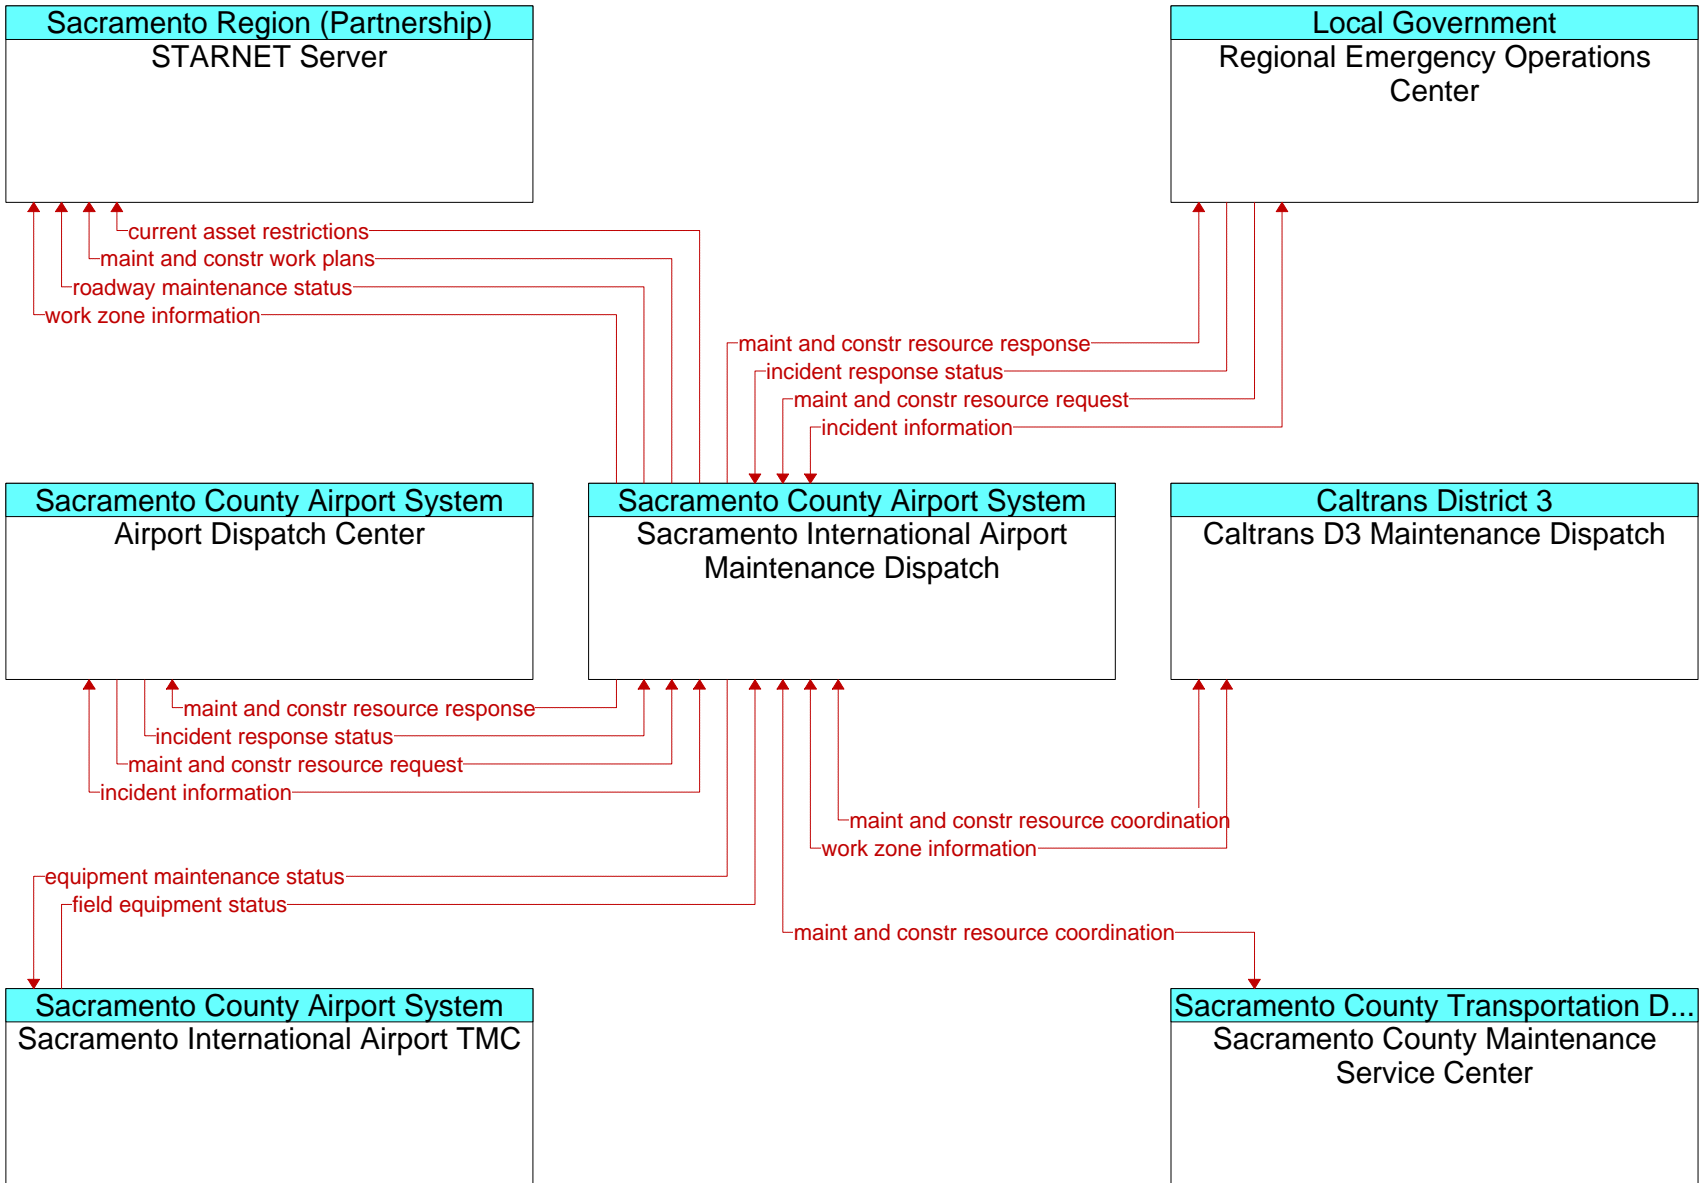 Sacramento Region (Partnership)
STARNET Server
Local Government
Regional Emergency Operations
Center
current asset restrictions
maint and constr work plans
roadway maintenance status
work zone information
maint and constr resource response
incident response status
maint and constr resource request
incident information
Sacramento County Airport System
Airport Dispatch Center
Sacramento County Airport System
Sacramento International Airport
Maintenance Dispatch
Caltrans District 3
Caltrans D3 Maintenance Dispatch
maint and constr resource response
incident response status
maint and constr resource request
incident information
maint and constr resource coordination
work zone information
equipment maintenance status
field equipment status
maint and constr resource coordination
Sacramento County Airport System
Sacramento International Airport TMC
Sacramento County Transportation D...
Sacramento County Maintenance
Service Center